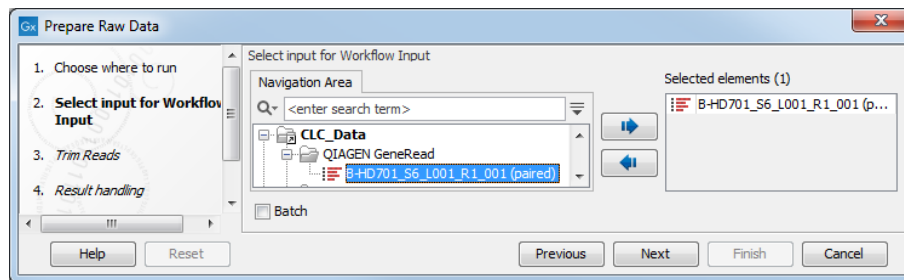 Gx Prepare Raw Data
x
1. Choose where to run
2. Select input for Workflow
Input
3. Trim Reads
4. Result handling
Select input for Workflow Input
Navigation Area
<enter search term>
CLC_Data
QIAGEN GeneRead
B-HD701_S6_L001_R1_001 (paired)
Batch
Selected elements (1)
B-HD701_S6_L001_R1_001 (p...
Help
Reset
Previous
Next
Finish
Cancel